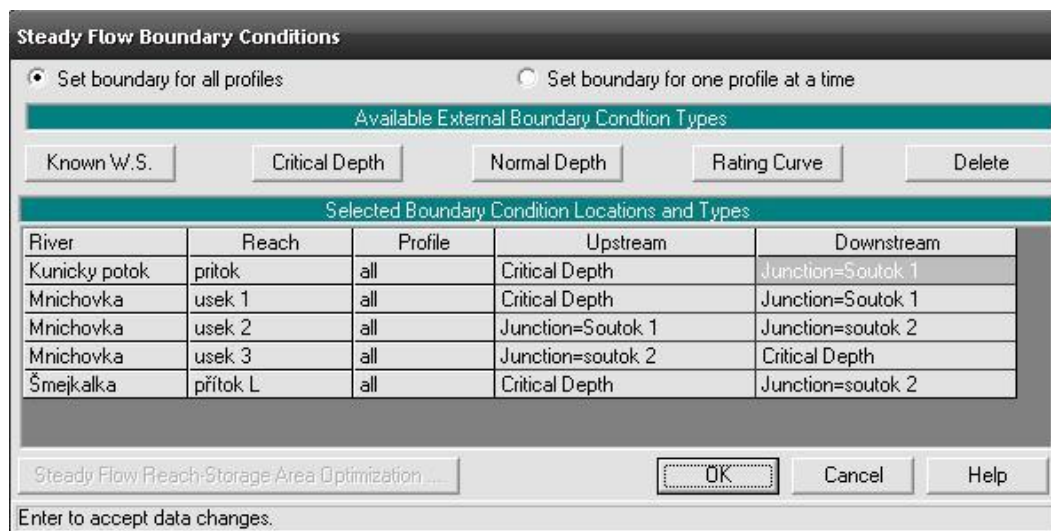 Steady Flow Boundary Conditions
Set boundary for all profiles Set boundary for one profile at a time
Available External Boundary Condtion Types
Known W.S. Critical Depth Normal Depth Rating Curve Delete
Selected Boundary Condition Locations and Types
River Reach Profile Upstream Downstream
Kunicky potok pritok all Critical Depth Junction=Soutok 1
Mnichovka usek 1 all Critical Depth Junction=Soutok 1
Mnichovka usek 2 all Junction=Soutok 1 Junction=soutok 2
Mnichovka usek 3 all Junction=soutok 2 Critical Depth
Šmejkalka přítok L all Critical Depth Junction=soutok 2
Steady Flow Reach-Storage Area Optimization ... OK Cancel Help
Enter to accept data changes.